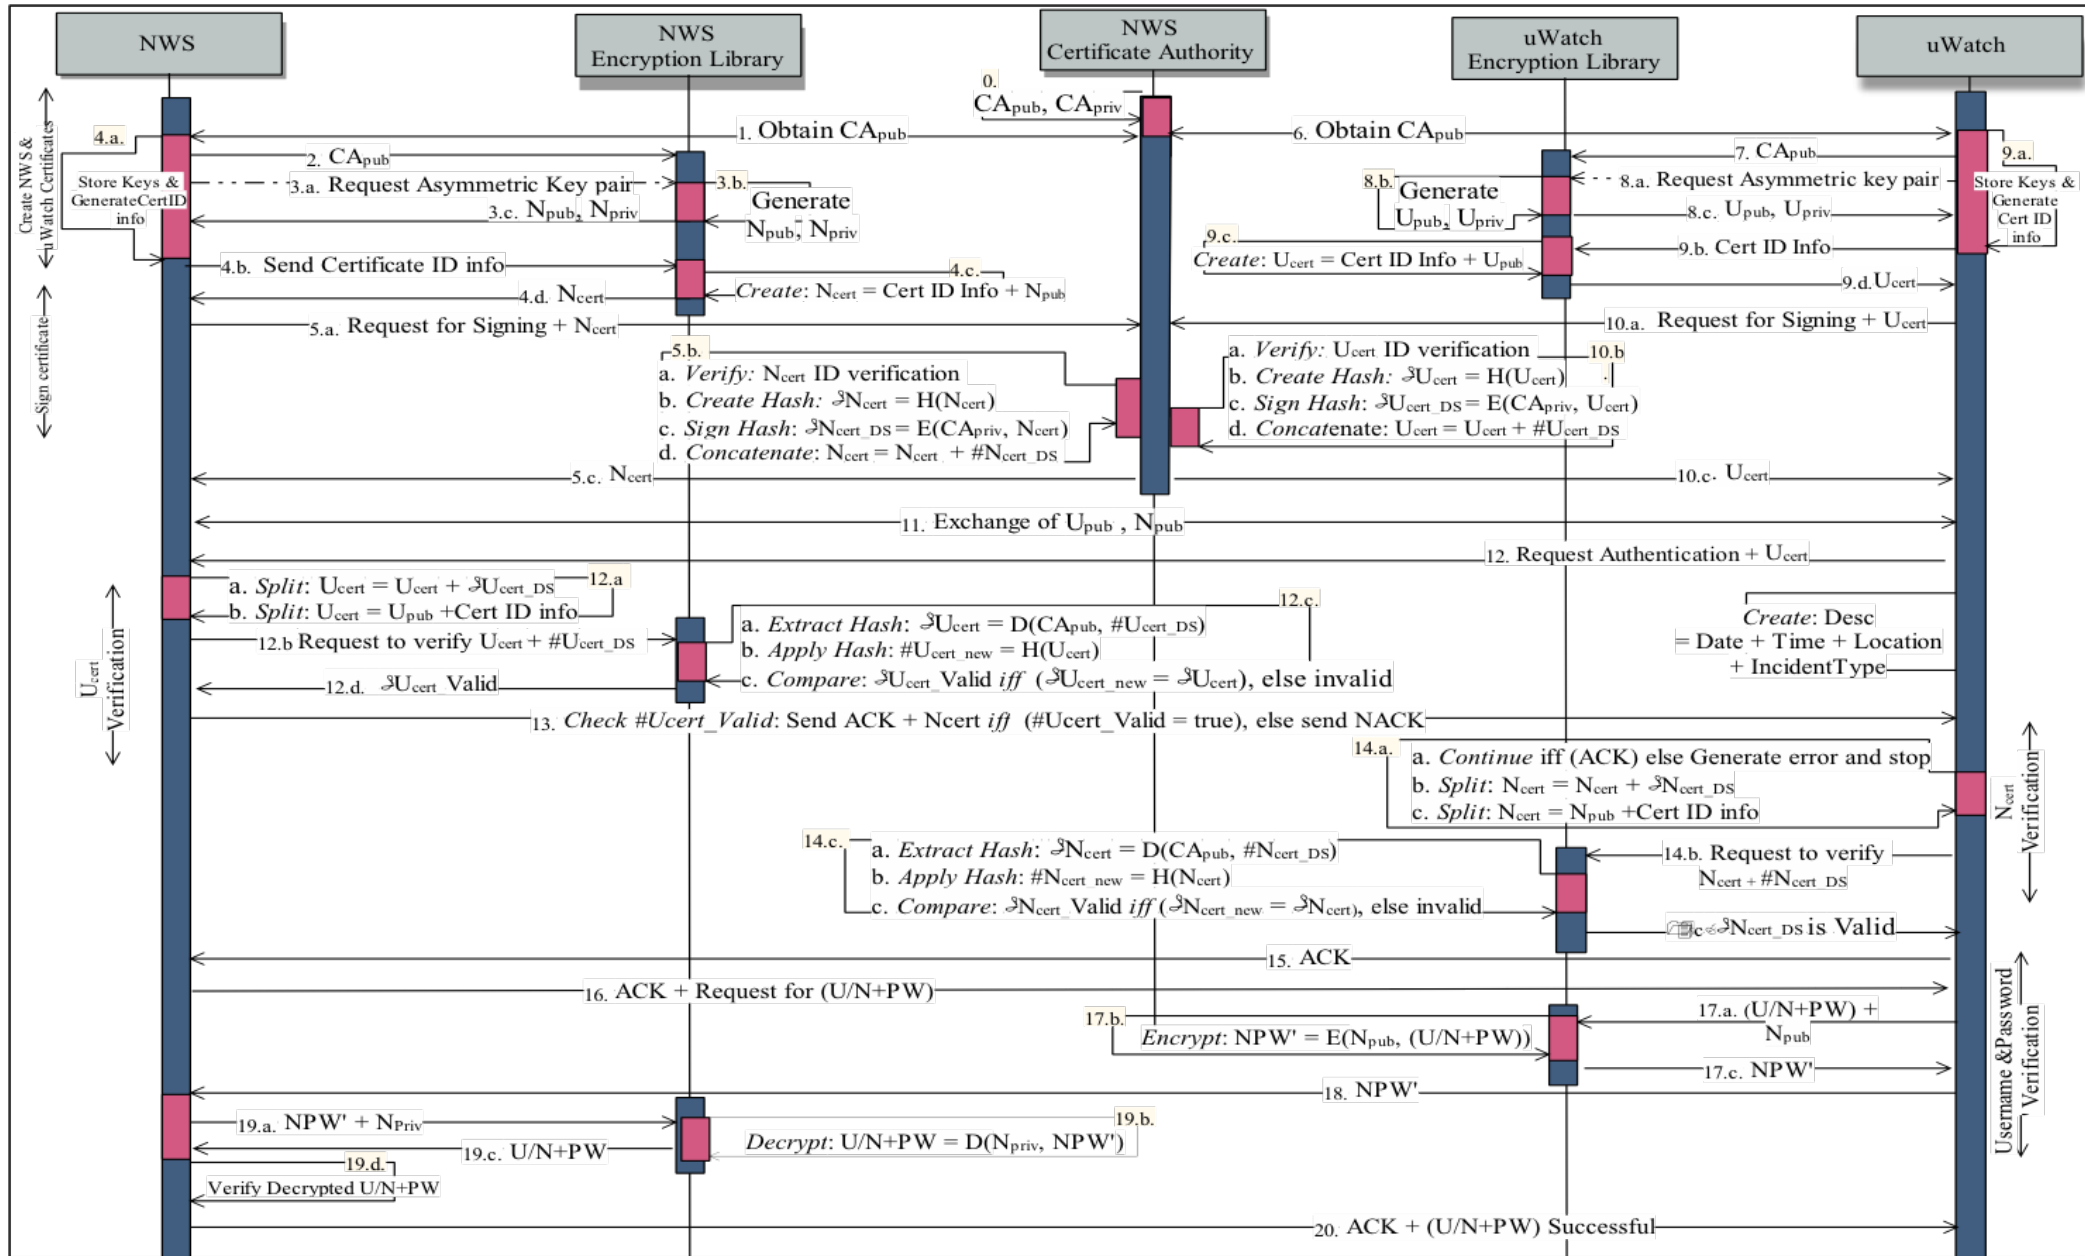 NWS
NWS
Encryption Library
NWS
Certificate Authority
uWatch
Encryption Library
uWatch
Create NWS &
uWatch Certificates
0.
CApub, CApriv
4.a.
1. Obtain CApub
6. Obtain CApub
9.a.
2. CApub
7. CApub
Store Keys &
GenerateCertID
info
3.a. Request Asymmetric Key pair
3.b.
Generate
Npub, Npriv
8.b.
Generate
Upub, Upriv
8.a. Request Asymmetric key pair
Store Keys &
Generate
Cert ID
info
3.c. Npub, Npriv
8.c. Upub, Upriv
9.c.
Create: Ucert = Cert ID Info + Upub
9.b. Cert ID Info
4.b. Send Certificate ID info
4.c.
Create: Ncert = Cert ID Info + Npub
4.d. Ncert
9.d. Ucert
Sign certificate
5.a. Request for Signing + Ncert
10.a. Request for Signing + Ucert
5.b.
a. Verify: Ncert ID verification
b. Create Hash: ℈Ncert = H(Ncert)
c. Sign Hash: ℈Ncert_DS = E(CApriv, Ncert)
d. Concatenate: Ncert = Ncert + #Ncert_DS
10.b
.
a. Verify: Ucert ID verification
b. Create Hash: ℈Ucert = H(Ucert)
c. Sign Hash: ℈Ucert_DS = E(CApriv, Ucert)
d. Concatenate: Ucert = Ucert + #Ucert_DS
5.c. Ncert
10.c. Ucert
11. Exchange of Upub , Npub
12. Request Authentication + Ucert
Ucert
Verification
12.a
a. Split: Ucert = Ucert + ℈Ucert_DS
b. Split: Ucert = Upub +Cert ID info
12.b Request to verify Ucert + #Ucert_DS
12.c.
a. Extract Hash: ℈Ucert = D(CApub, #Ucert_DS)
b. Apply Hash: #Ucert_new = H(Ucert)
c. Compare: ℈Ucert_Valid iff (℈Ucert_new = ℈Ucert), else invalid
Create: Desc
= Date + Time + Location
+ IncidentType
12.d. ℈Ucert Valid
13. Check #Ucert_Valid: Send ACK + Ncert iff (#Ucert_Valid = true), else send NACK
14.a.
a. Continue iff (ACK) else Generate error and stop
b. Split: Ncert = Ncert + ℈Ncert_DS
c. Split: Ncert = Npub +Cert ID info
Ncert
Verification
14.c.
a. Extract Hash: ℈Ncert = D(CApub, #Ncert_DS)
b. Apply Hash: #Ncert_new = H(Ncert)
c. Compare: ℈Ncert_Valid iff (℈Ncert_new = ℈Ncert), else invalid
14.b. Request to verify
Ncert + #Ncert_DS
℈Ncert_DS is Valid
15. ACK
16. ACK + Request for (U/N+PW)
Username &Password
Verification
17.b.
Encrypt: NPW' = E(Npub, (U/N+PW))
17.a. (U/N+PW) +
Npub
17.c. NPW'
18. NPW'
19.a. NPW' + NPriv
19.b.
Decrypt: U/N+PW = D(Npriv, NPW')
19.c. U/N+PW
19.d.
Verify Decrypted U/N+PW
20. ACK + (U/N+PW) Successful